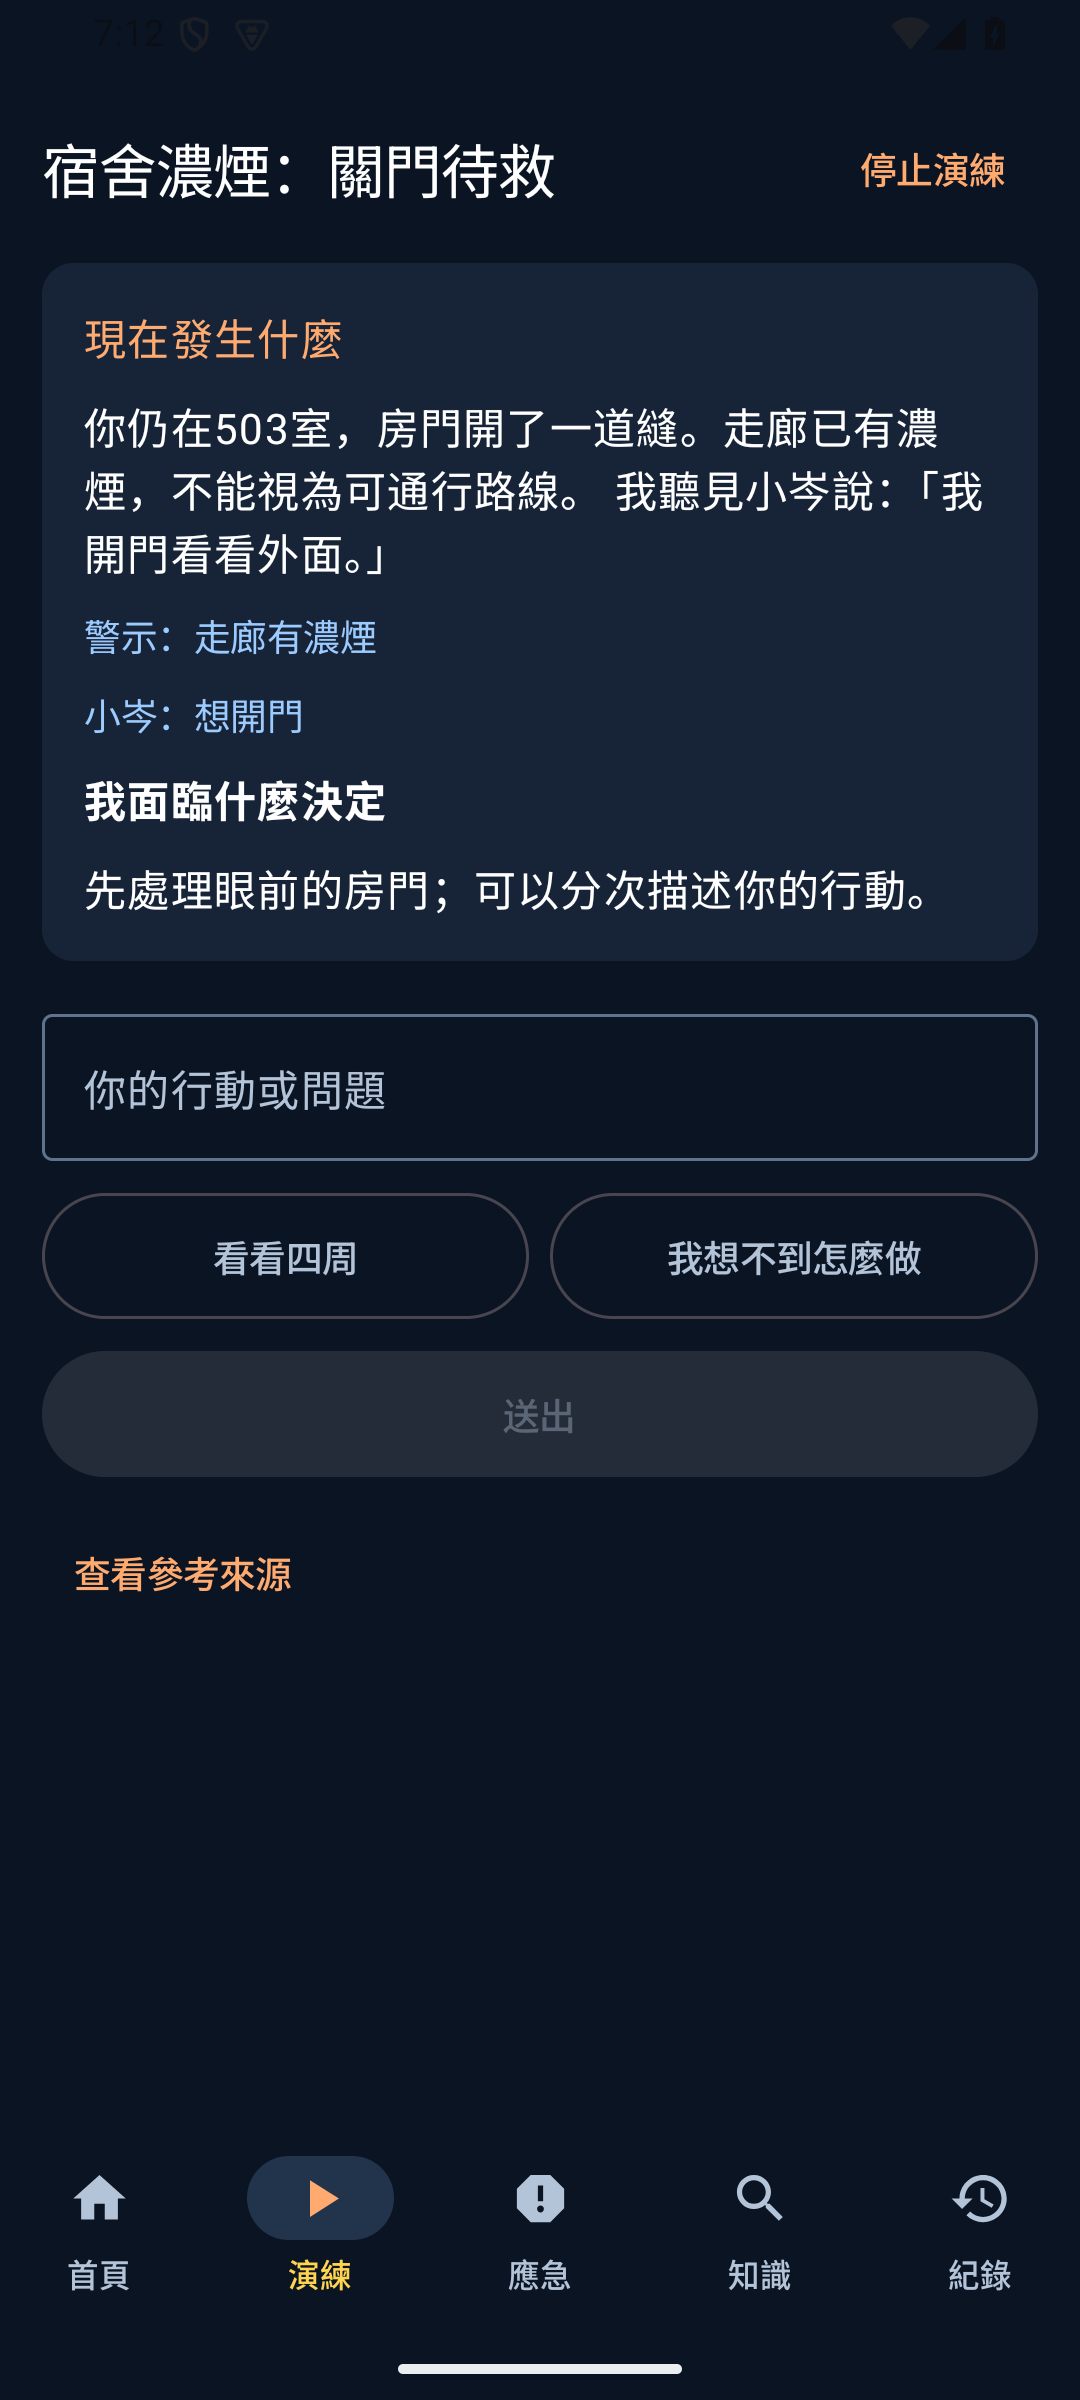 7:12
宿舍濃煙：關門待救
停止演練
現在發生什麼
你仍在503室，房門開了一道縫。走廊已有濃
煙，不能視為可通行路線。 我聽見小岑說：「我
開門看看外面。」
警示：走廊有濃煙
小岑：想開門
我面臨什麼決定
先處理眼前的房門；可以分次描述你的行動。
你的行動或問題
看看四周
我想不到怎麼做
送出
查看參考來源
首頁
演練
應急
知識
紀錄